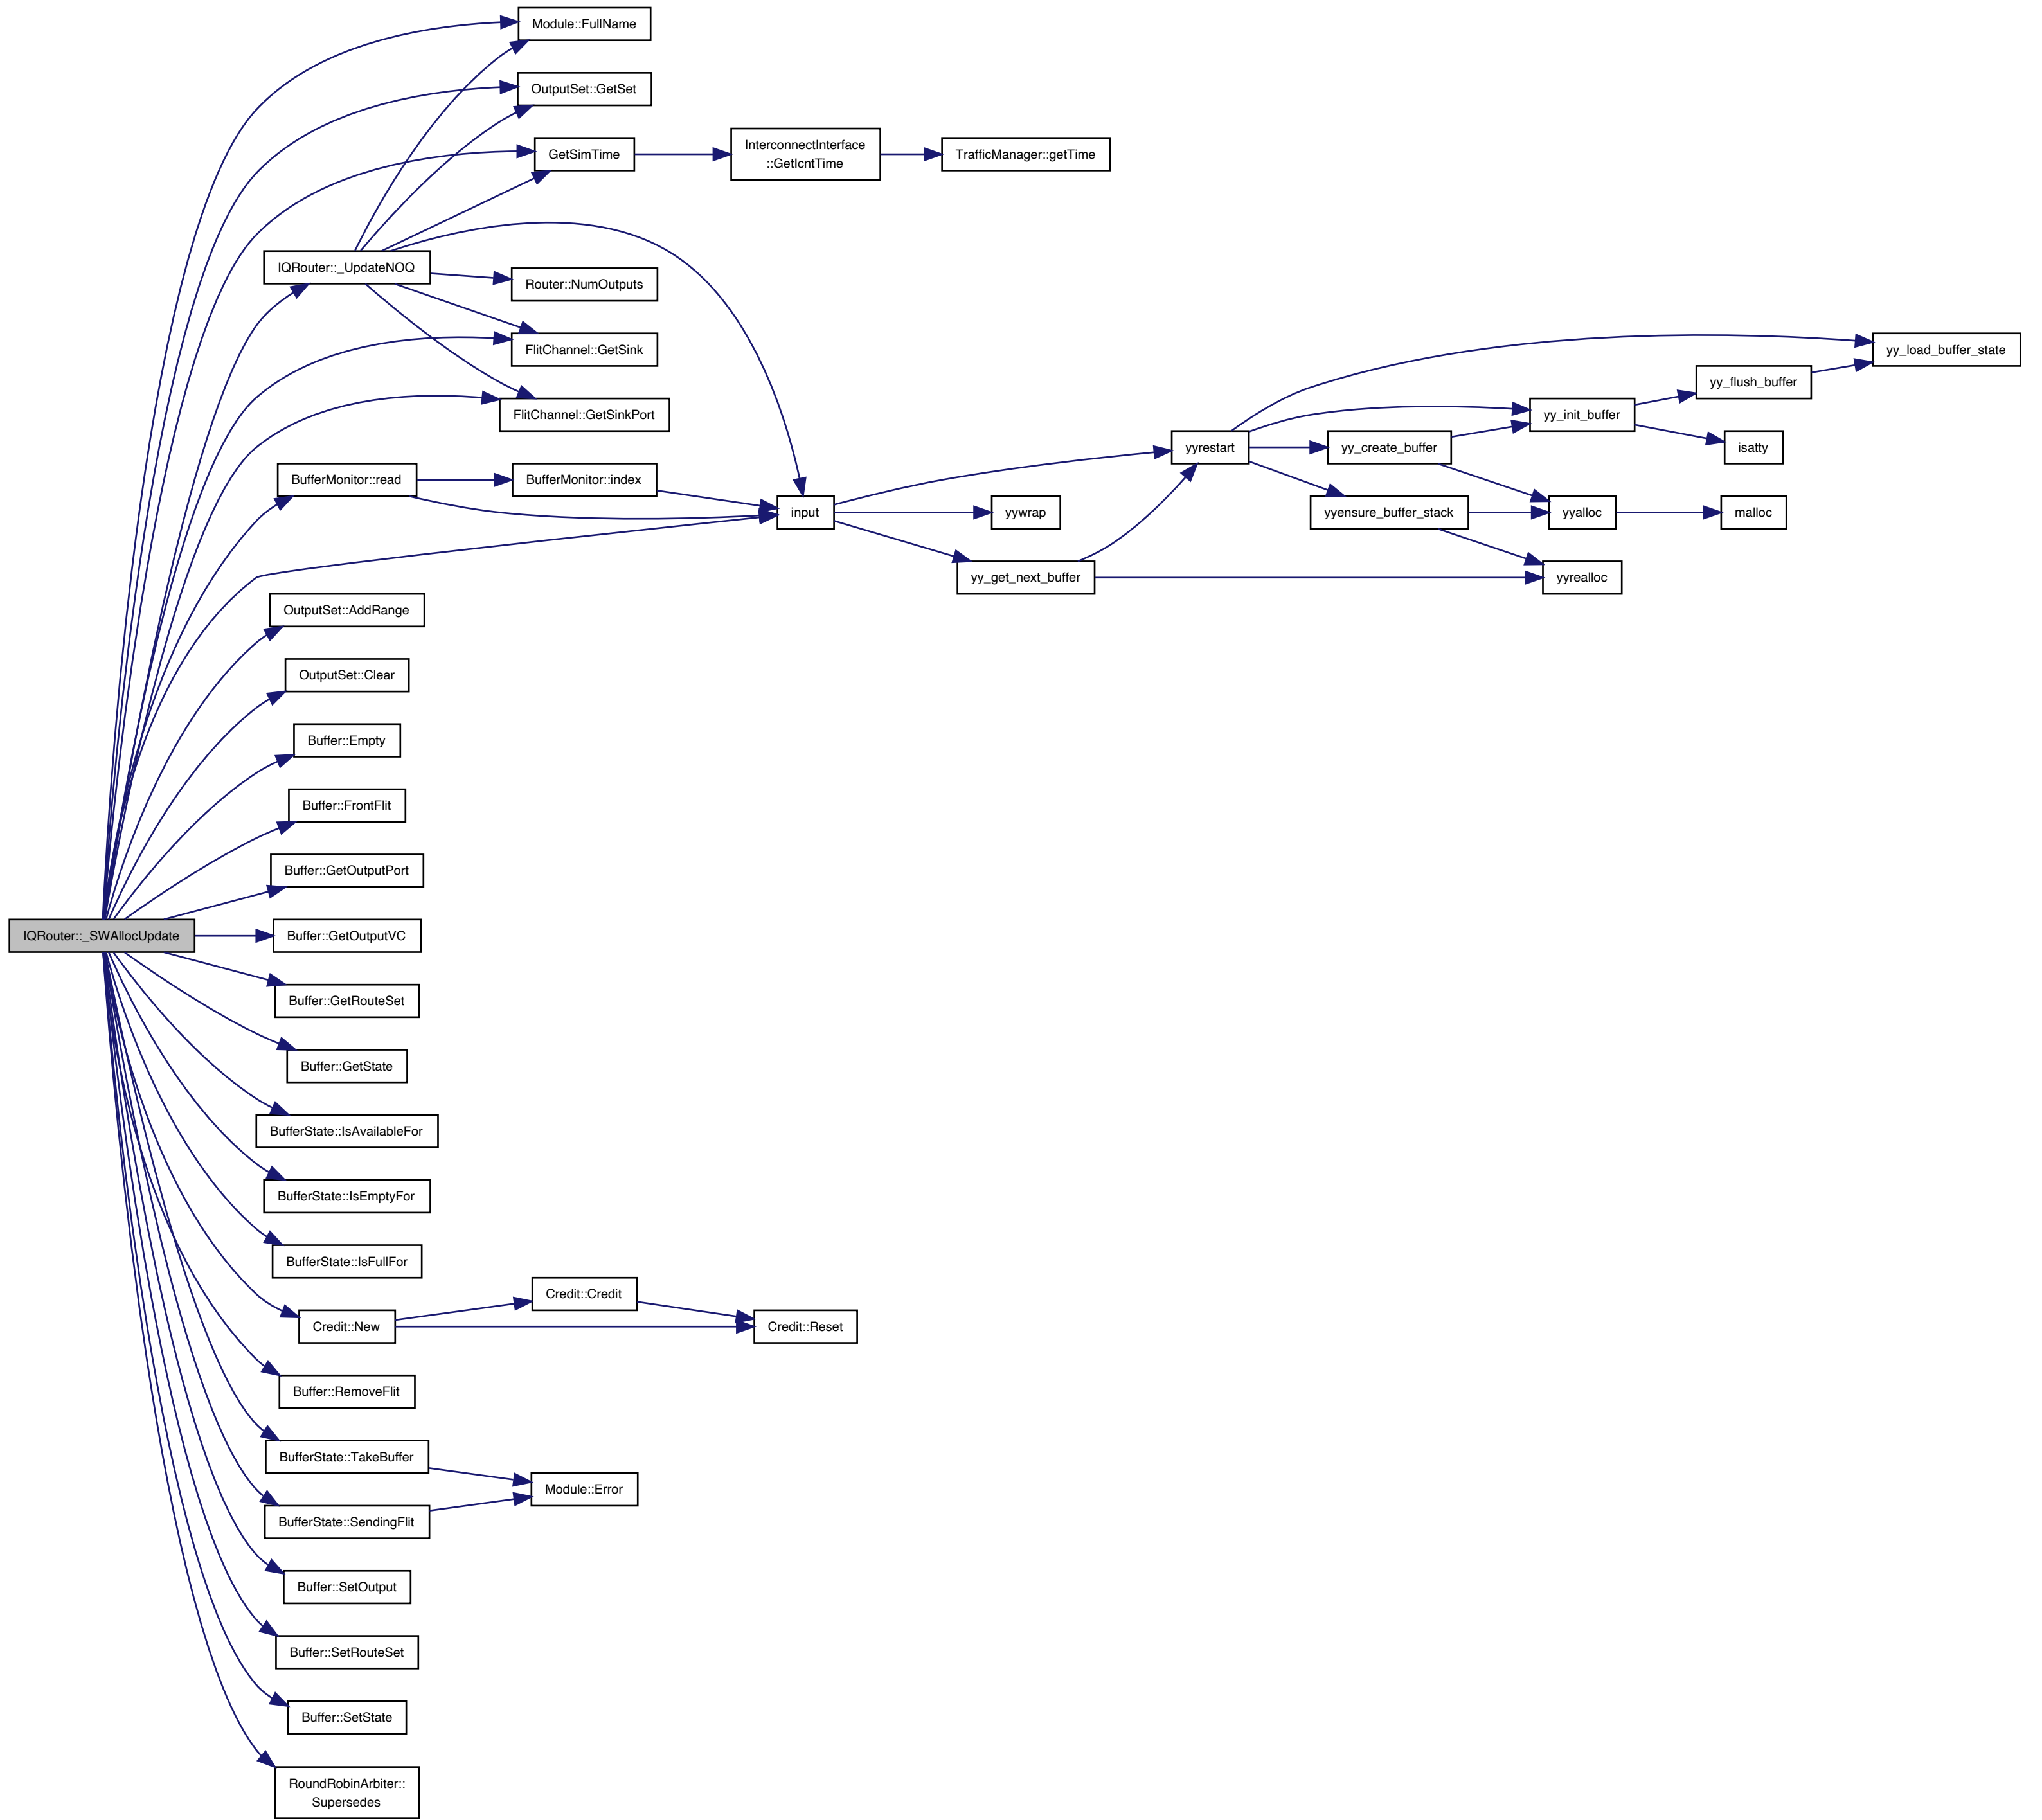 Module::FullName
OutputSet::GetSet
GetSimTime
InterconnectInterface
::GetIcntTime
TrafficManager::getTime
IQRouter::_UpdateNOQ
Router::NumOutputs
FlitChannel::GetSink
FlitChannel::GetSinkPort
yy_load_buffer_state
yy_flush_buffer
yy_init_buffer
yyrestart
yy_create_buffer
isatty
BufferMonitor::read
BufferMonitor::index
input
yywrap
yyensure_buffer_stack
yyalloc
malloc
yy_get_next_buffer
yyrealloc
OutputSet::AddRange
OutputSet::Clear
Buffer::Empty
Buffer::FrontFlit
Buffer::GetOutputPort
IQRouter::_SWAllocUpdate
Buffer::GetOutputVC
Buffer::GetRouteSet
Buffer::GetState
BufferState::IsAvailableFor
BufferState::IsEmptyFor
BufferState::IsFullFor
Credit::New
Credit::Credit
Credit::Reset
Buffer::RemoveFlit
BufferState::TakeBuffer
Module::Error
BufferState::SendingFlit
Buffer::SetOutput
Buffer::SetRouteSet
Buffer::SetState
RoundRobinArbiter::
Supersedes